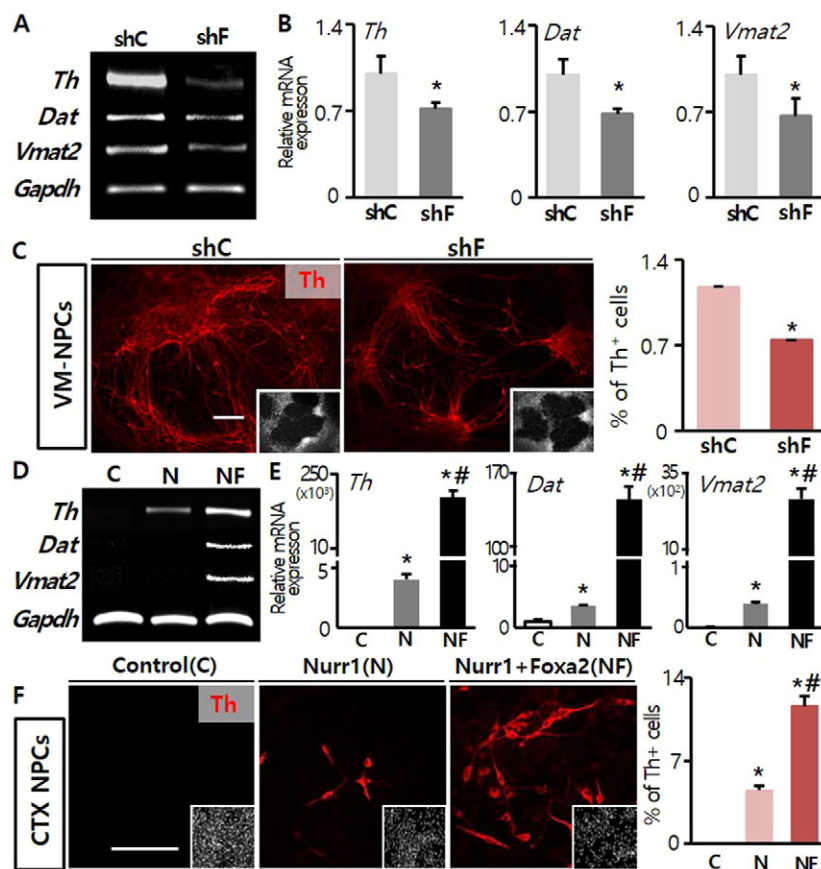 A
shC shF
Th
Dat
Vmat2
Gapdh
B
Relative mRNA
expresson
1.4
0.7
0
Th
*
shC shF
1.4
0.7
0
Dat
*
shC shF
1.4
0.7
0
Vmat2
*
shC shF
C
VM-NPCs
shC
Th
shF
% of Th+ cells
1.4
0.7
0
*
shC shF
D
C N NF
Th
Dat
Vmat2
Gapdh
E
Relative mRNA
expresson
250
(x10³)
10
5
0
Th
*
*#
C N NF
170
100
10
0
Dat
*
*#
C N NF
35
(x10²)
10
1
0
Vmat2
*
*#
C N NF
F
CTX NPCs
Control(C)
Th
Nurr1(N)
Nurr1+Foxa2(NF)
% of Th+ cells
14
7
0
*
*#
C N NF